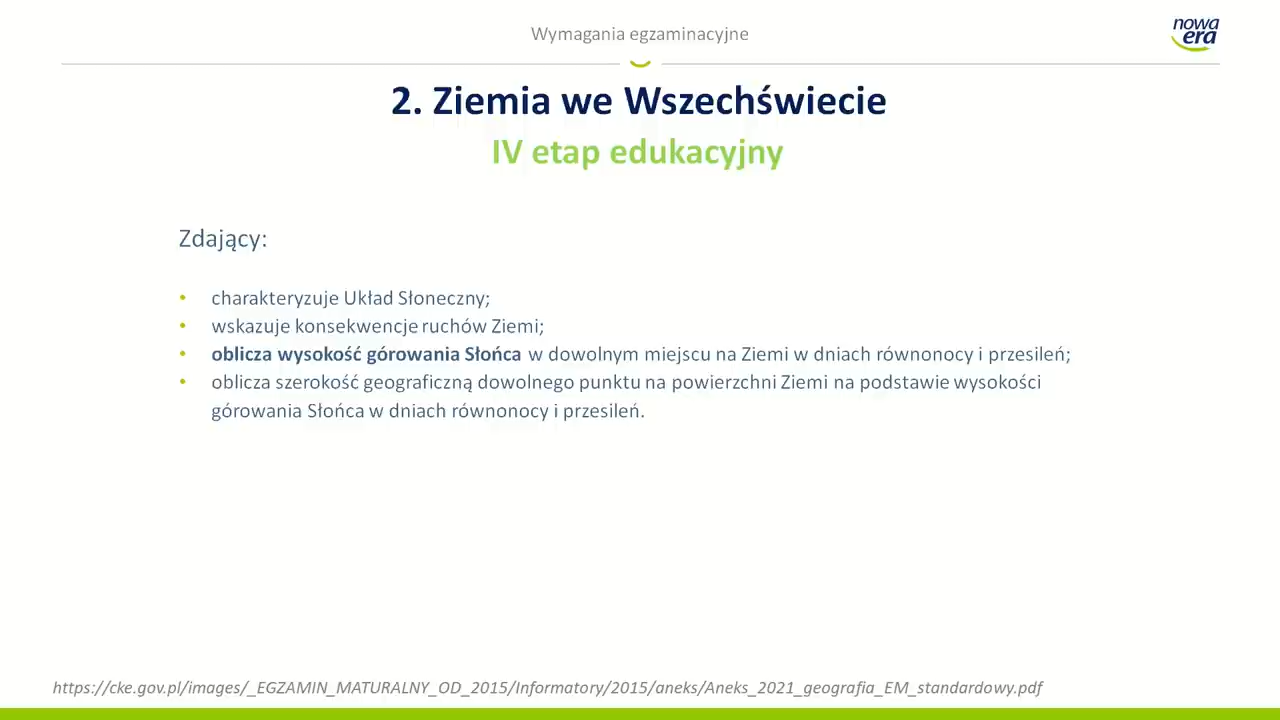 Wymagania egzaminacyjne
nowa
era
2. Ziemia we Wszechświecie
IV etap edukacyjny
Zdający:
• charakteryzuje Układ Słoneczny;
• wskazuje konsekwencje ruchów Ziemi;
• oblicza wysokość górowania Słońca w dowolnym miejscu na Ziemi w dniach równonocy i przesileń;
• oblicza szerokość geograficzną dowolnego punktu na powierzchni Ziemi na podstawie wysokości
górowania Słońca w dniach równonocy i przesileń.
https://cke.gov.pl/images/_EGZAMIN_MATURALNY_OD_2015/Informatory/2015/aneks/Aneks_2021_geografia_EM_standardowy.pdf